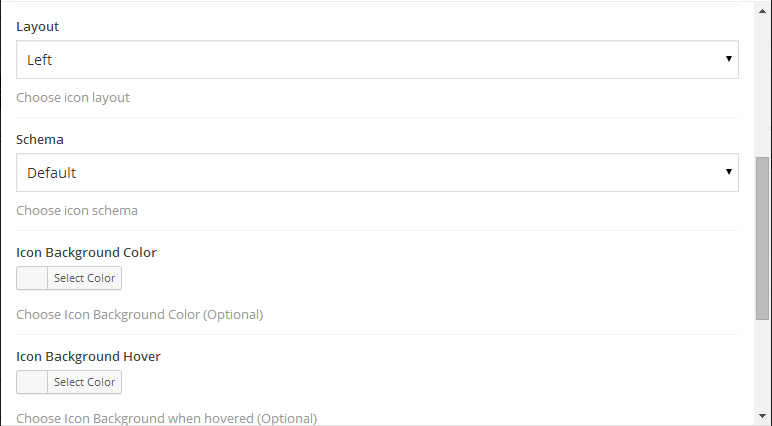 Layout
Left
Choose icon layout
Schema
Default
Choose icon schema
Icon Background Color
Select Color
Choose Icon Background Color (Optional)
Icon Background Hover
Select Color
Choose Icon Background when hovered (Optional)